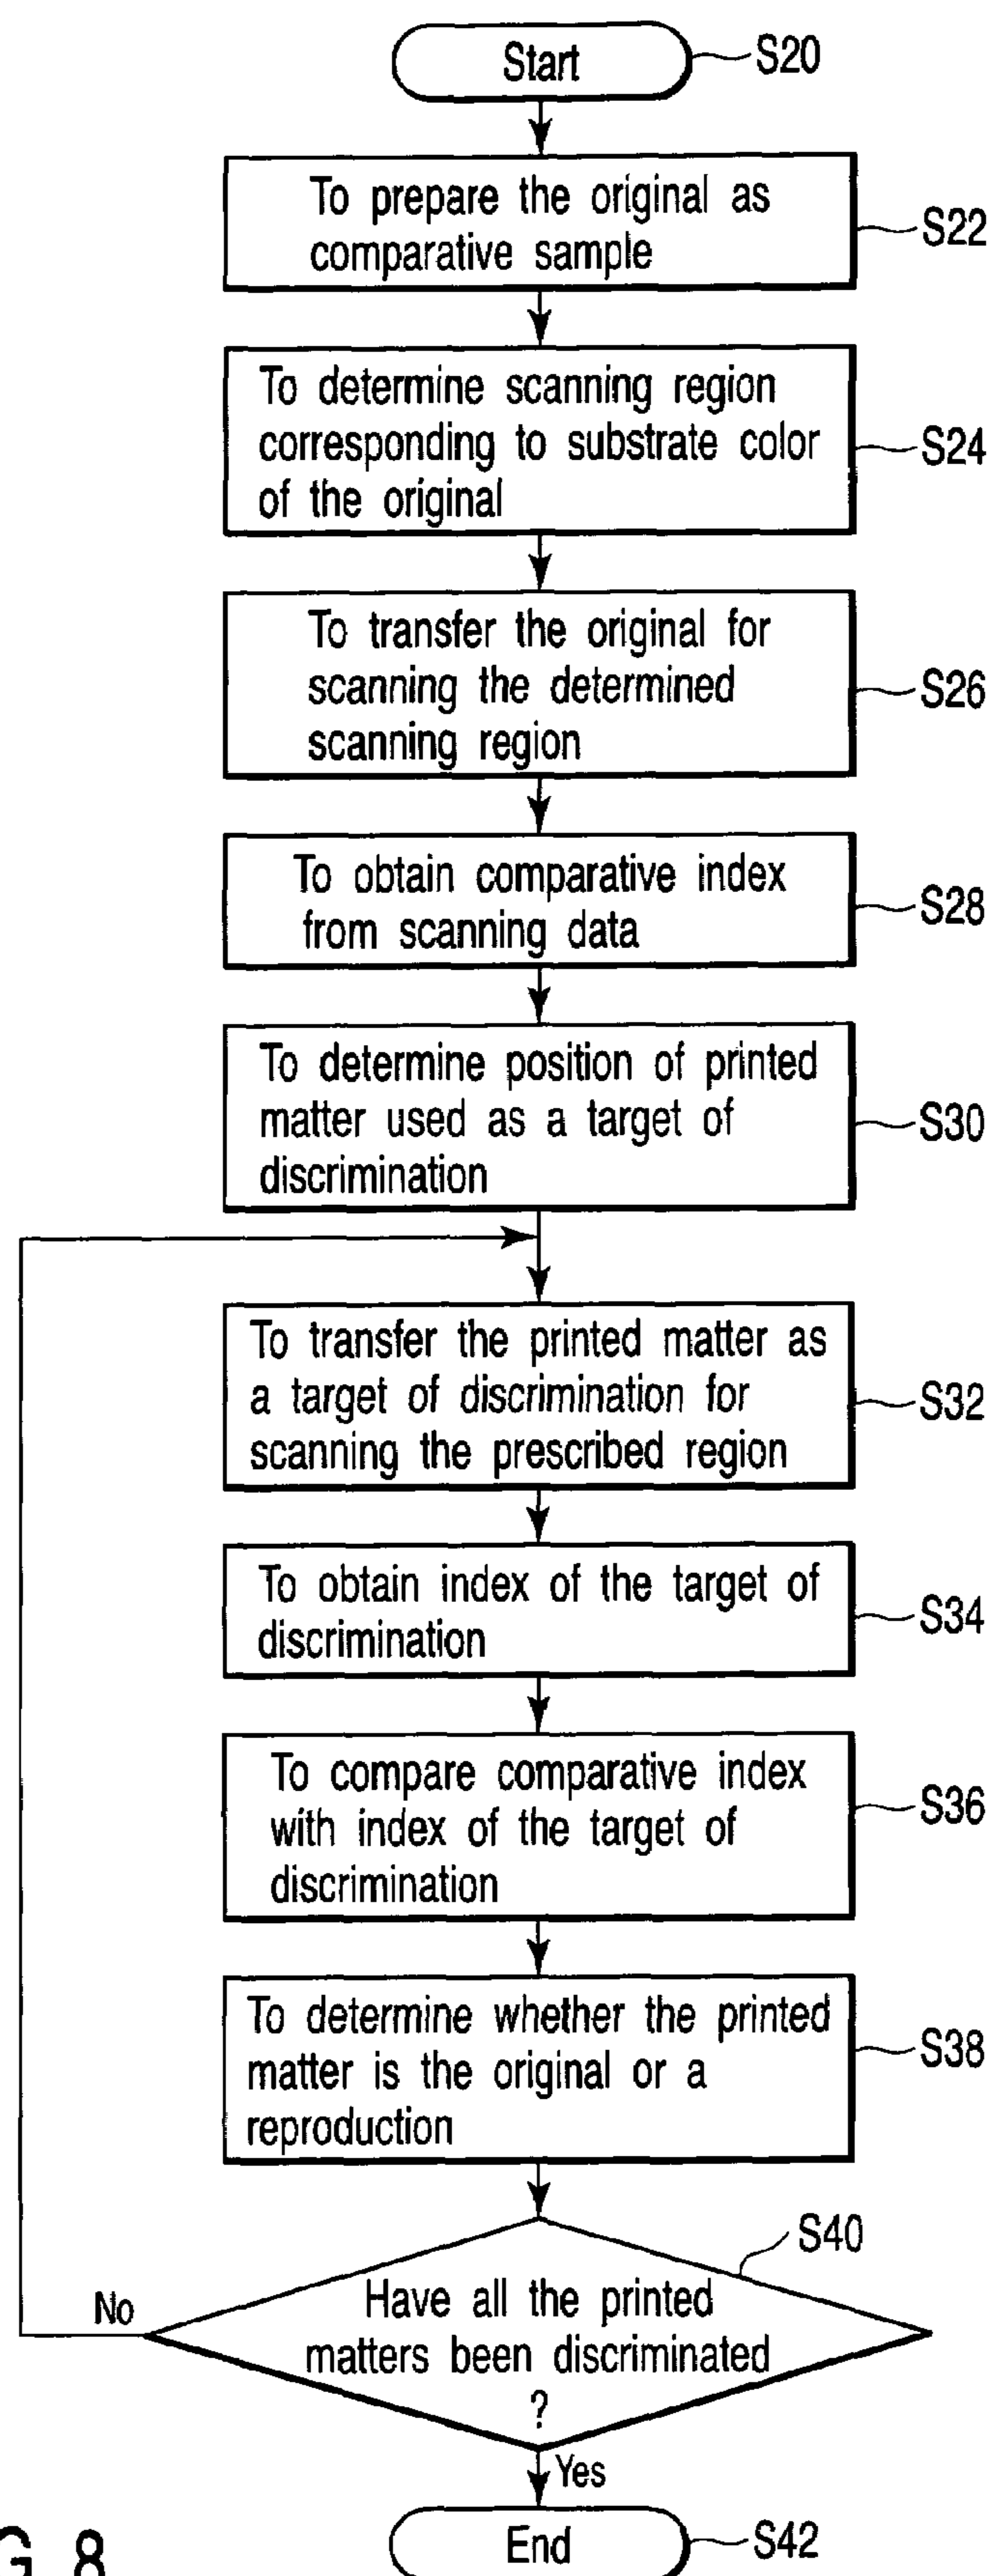 Start
S20
To prepare the original as
comparative sample
S22
To determine scanning region
corresponding to substrate color
of the original
S24
To transfer the original for
scanning the determined
scanning region
S26
To obtain comparative index
from scanning data
S28
To determine position of printed
matter used as a target of
discrimination
S30
To transfer the printed matter as
a target of discrimination for
scanning the prescribed region
S32
To obtain index of the target of
discrimination
S34
To compare comparative index
with index of the target of
discrimination
S36
To determine whether the printed
matter is the original or a
reproduction
S38
S40
No
Have all the printed
matters been discriminated
?
Yes
End
S42
G. 8